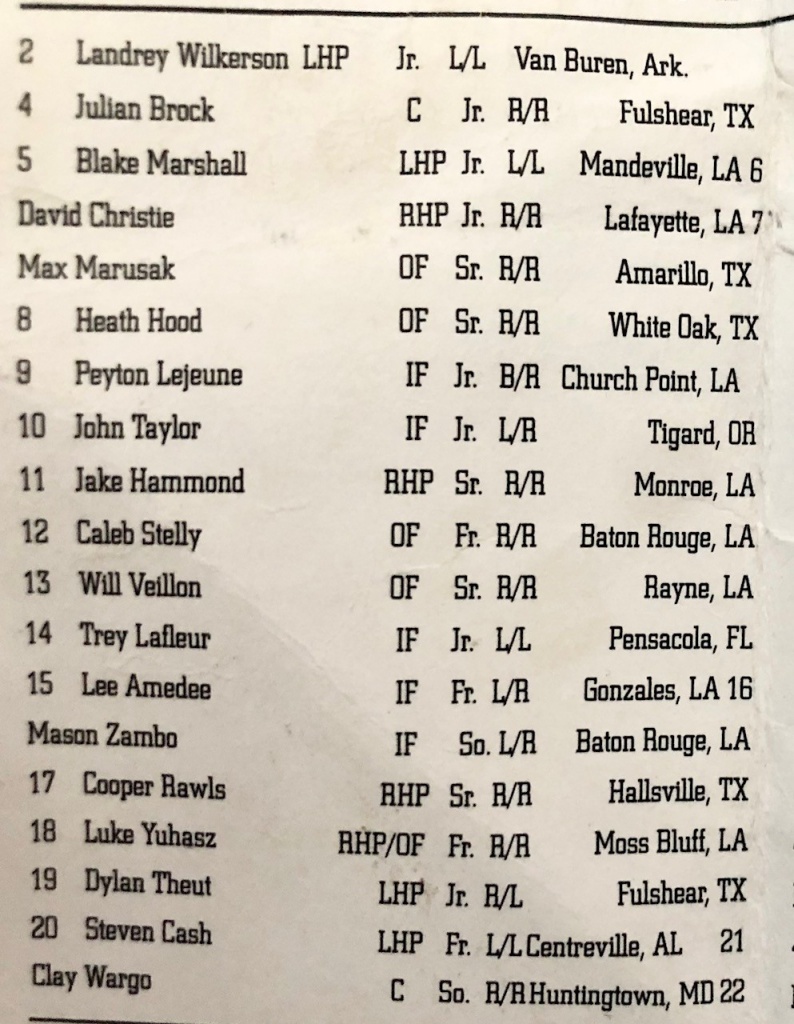 2 Landrey Wilkerson LHP Jr. L/L Van Buren, Ark.
4 Julian Brock C Jr. R/R Fulshear, TX
5 Blake Marshall LHP Jr. L/L Mandeville, LA 6
David Christie RHP Jr. R/R Lafayette, LA 7
Max Marusak OF Sr. R/R Amarillo, TX
8 Heath Hood OF Sr. R/R White Oak, TX
9 Peyton Lejeune IF Jr. B/R Church Point, LA
10 John Taylor IF Jr. L/R Tigard, OR
11 Jake Hammond RHP Sr. R/R Monroe, LA
12 Caleb Stelly OF Fr. R/R Baton Rouge, LA
13 Will Veillon OF Sr. R/R Rayne, LA
14 Trey Lafleur IF Jr. L/L Pensacola, FL
15 Lee Amedee IF Fr. L/R Gonzales, LA 16
Mason Zambo IF So. L/R Baton Rouge, LA
17 Cooper Rawls RHP Sr. R/R Hallsville, TX
18 Luke Yuhasz RHP/OF Fr. R/R Moss Bluff, LA
19 Dylan Theut LHP Jr. R/L Fulshear, TX
20 Steven Cash LHP Fr. L/L Centreville, AL 21
Clay Wargo C So. R/R Huntingtown, MD 22